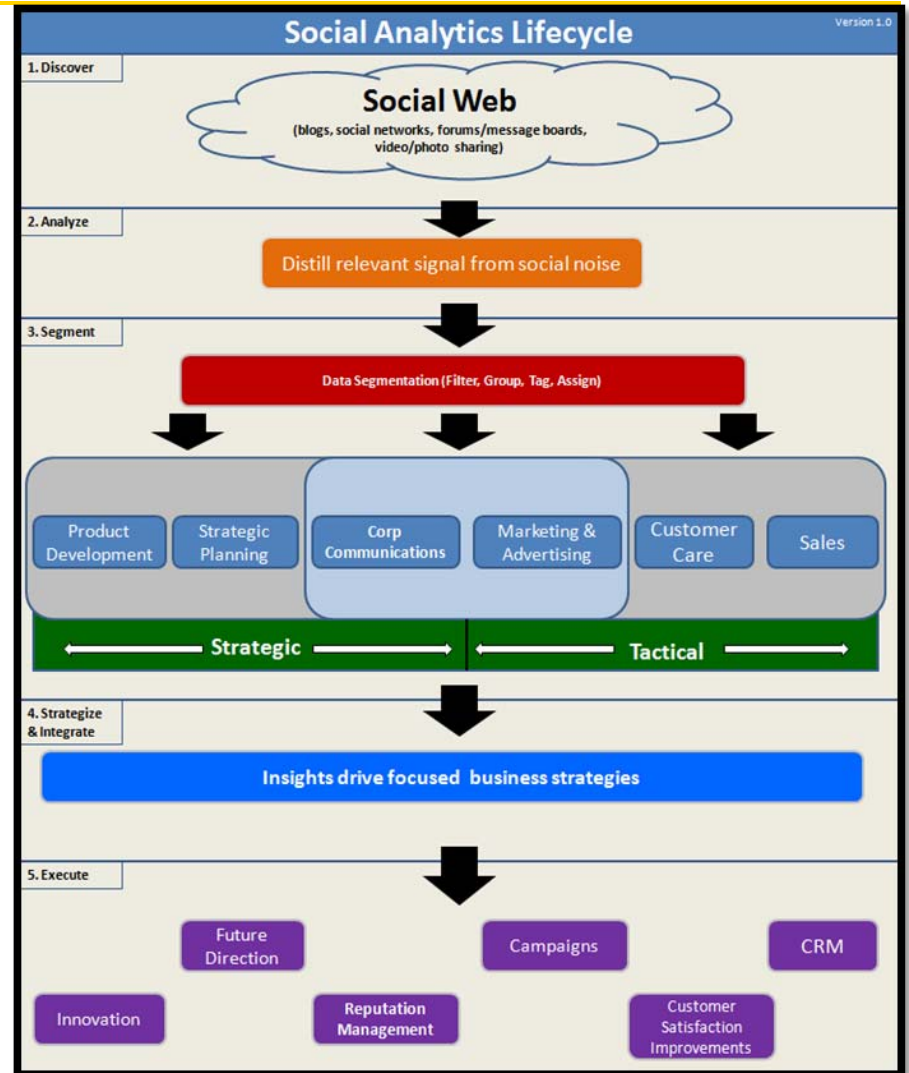 Social Analytics Lifecycle
Version 1.0
1. Discover
Social Web
(blogs, social networks, forums/message boards,
video/photo sharing)
2. Analyze
Distill relevant signal from social noise
3. Segment
Data Segmentation (Filter, Group, Tag, Assign)
Product
Development
Strategic
Planning
Corp
Communications
Marketing &
Advertising
Customer
Care
Sales
Strategic
Tactical
4. Strategize
& Integrate
Insights drive focused business strategies
5. Execute
Future
Direction
Campaigns
CRM
Innovation
Reputation
Management
Customer
Satisfaction
Improvements